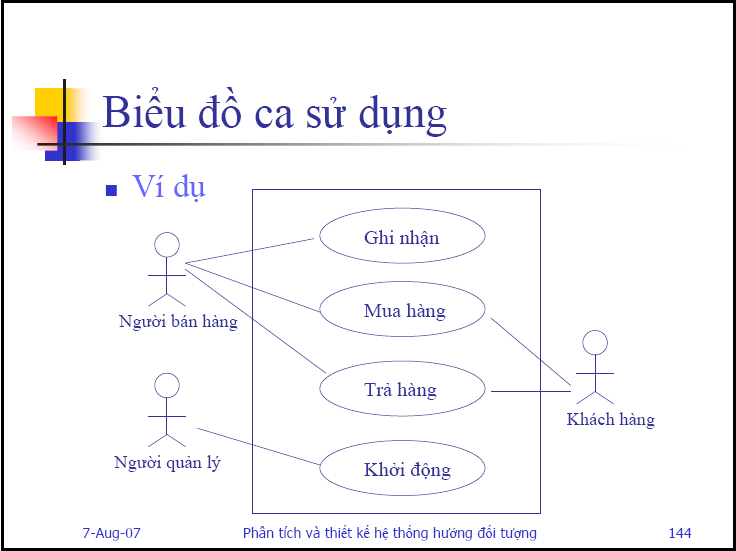 Biểu đồ ca sử dụng
Ví dụ
Ghi nhận
Mua hàng
Người bán hàng
Trả hàng
Khách hàng
Người quản lý
Khởi động
7-Aug-07
Phân tích và thiết kế hệ thống hướng đối tượng
144